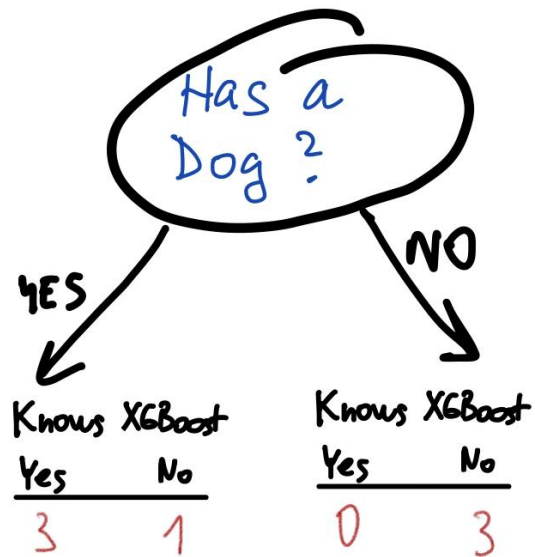 Has a
Dog?
YES
NO
Knows XGBoost
Yes No
3 1
Knows XGBoost
Yes No
0 3